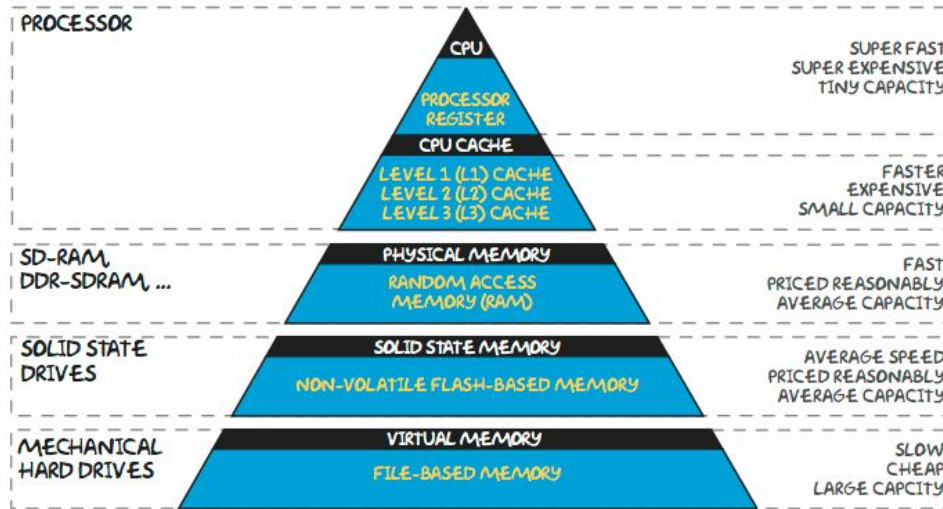 PROCESSOR
CPU
PROCESSOR
REGISTER
SUPER FAST
SUPER EXPENSIVE
TINY CAPACITY
CPU CACHE
LEVEL 1 (L1) CACHE
LEVEL 2 (L2) CACHE
LEVEL 3 (L3) CACHE
FASTER
EXPENSIVE
SMALL CAPACITY
SD-RAM,
DDR-SDRAM, ...
PHYSICAL MEMORY
RANDOM ACCESS
MEMORY (RAM)
FAST
PRICED REASONABLY
AVERAGE CAPACITY
SOLID STATE
DRIVES
SOLID STATE MEMORY
NON-VOLATILE FLASH-BASED MEMORY
AVERAGE SPEED
PRICED REASONABLY
AVERAGE CAPACITY
MECHANICAL
HARD DRIVES
VIRTUAL MEMORY
FILE-BASED MEMORY
SLOW
CHEAP
LARGE CAPCITY